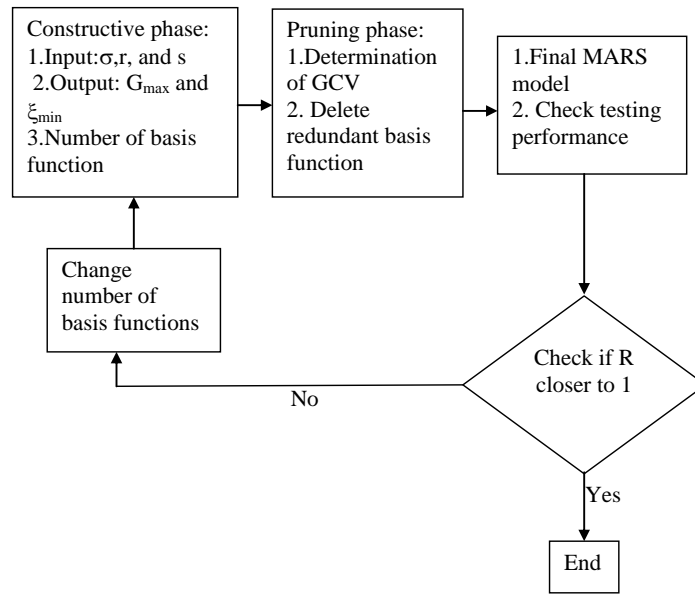 Constructive phase:
1.Input:σ,r, and s
2.Output: Gmax and
ξmin
3.Number of basis
function
Pruning phase:
1.Determination
of GCV
2. Delete
redundant basis
function
1.Final MARS
model
2. Check testing
performance
Change
number of
basis functions
Check if R
closer to 1
No
Yes
End